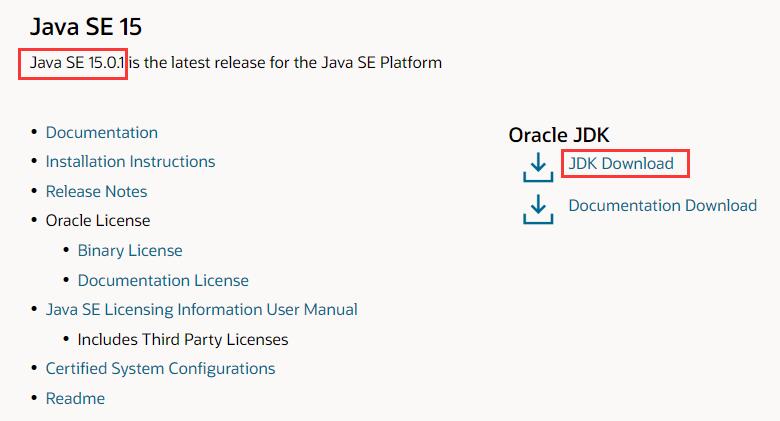 Java SE 15
Java SE 15.0.1 is the latest release for the Java SE Platform
• Documentation
• Installation Instructions
• Release Notes
• Oracle License
• Binary License
• Documentation License
• Java SE Licensing Information User Manual
• Includes Third Party Licenses
• Certified System Configurations
• Readme
Oracle JDK
JDK Download
Documentation Download